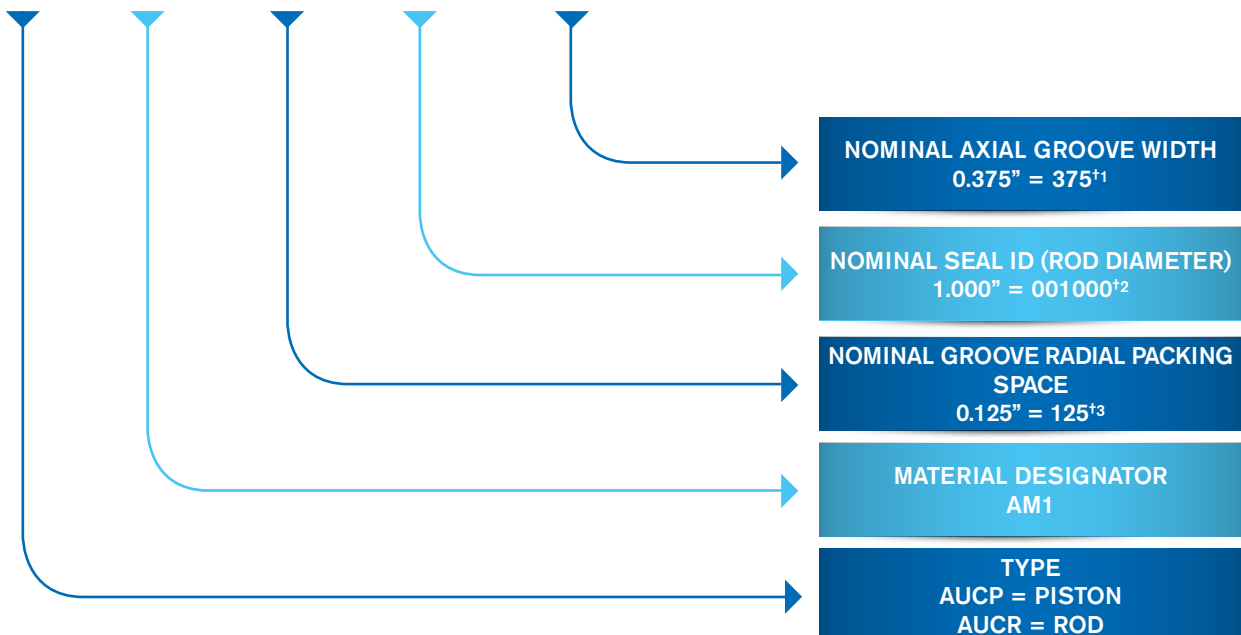 NOMINAL AXIAL GROOVE WIDTH
0.375” = 375†1
NOMINAL SEAL ID (ROD DIAMETER)
1.000” = 001000†2
NOMINAL GROOVE RADIAL PACKING
SPACE
0.125” = 125†3
MATERIAL DESIGNATOR
AM1
TYPE
AUCP = PISTON
AUCR = ROD